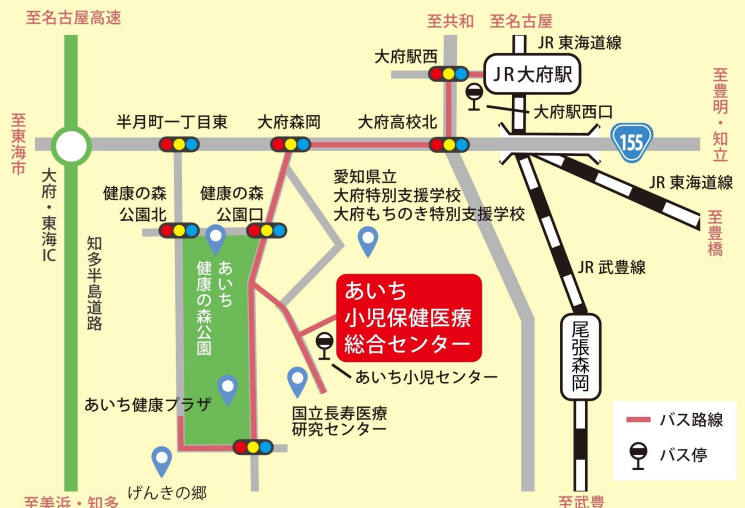 至名古屋高速
至共和
至名古屋
JR東海道線
大府駅西
JR大府駅
大府駅西口
至豊明・知立
至東海市
半月町一丁目東
大府森岡
大府高校北
155
大府・東海IC
知多半島道路
健康の森
公園北
健康の森
公園口
愛知県立
大府特別支援学校
大府もちのき特別支援学校
JR東海道線
至豊橋
JR武豊線
あいち
健康の森公園
あいち
小児保健医療
総合センター
あいち小児センター
尾張森岡
あいち健康プラザ
国立長寿医療
研究センター
げんきの郷
バス路線
バス停
至美浜・知多
至武豊